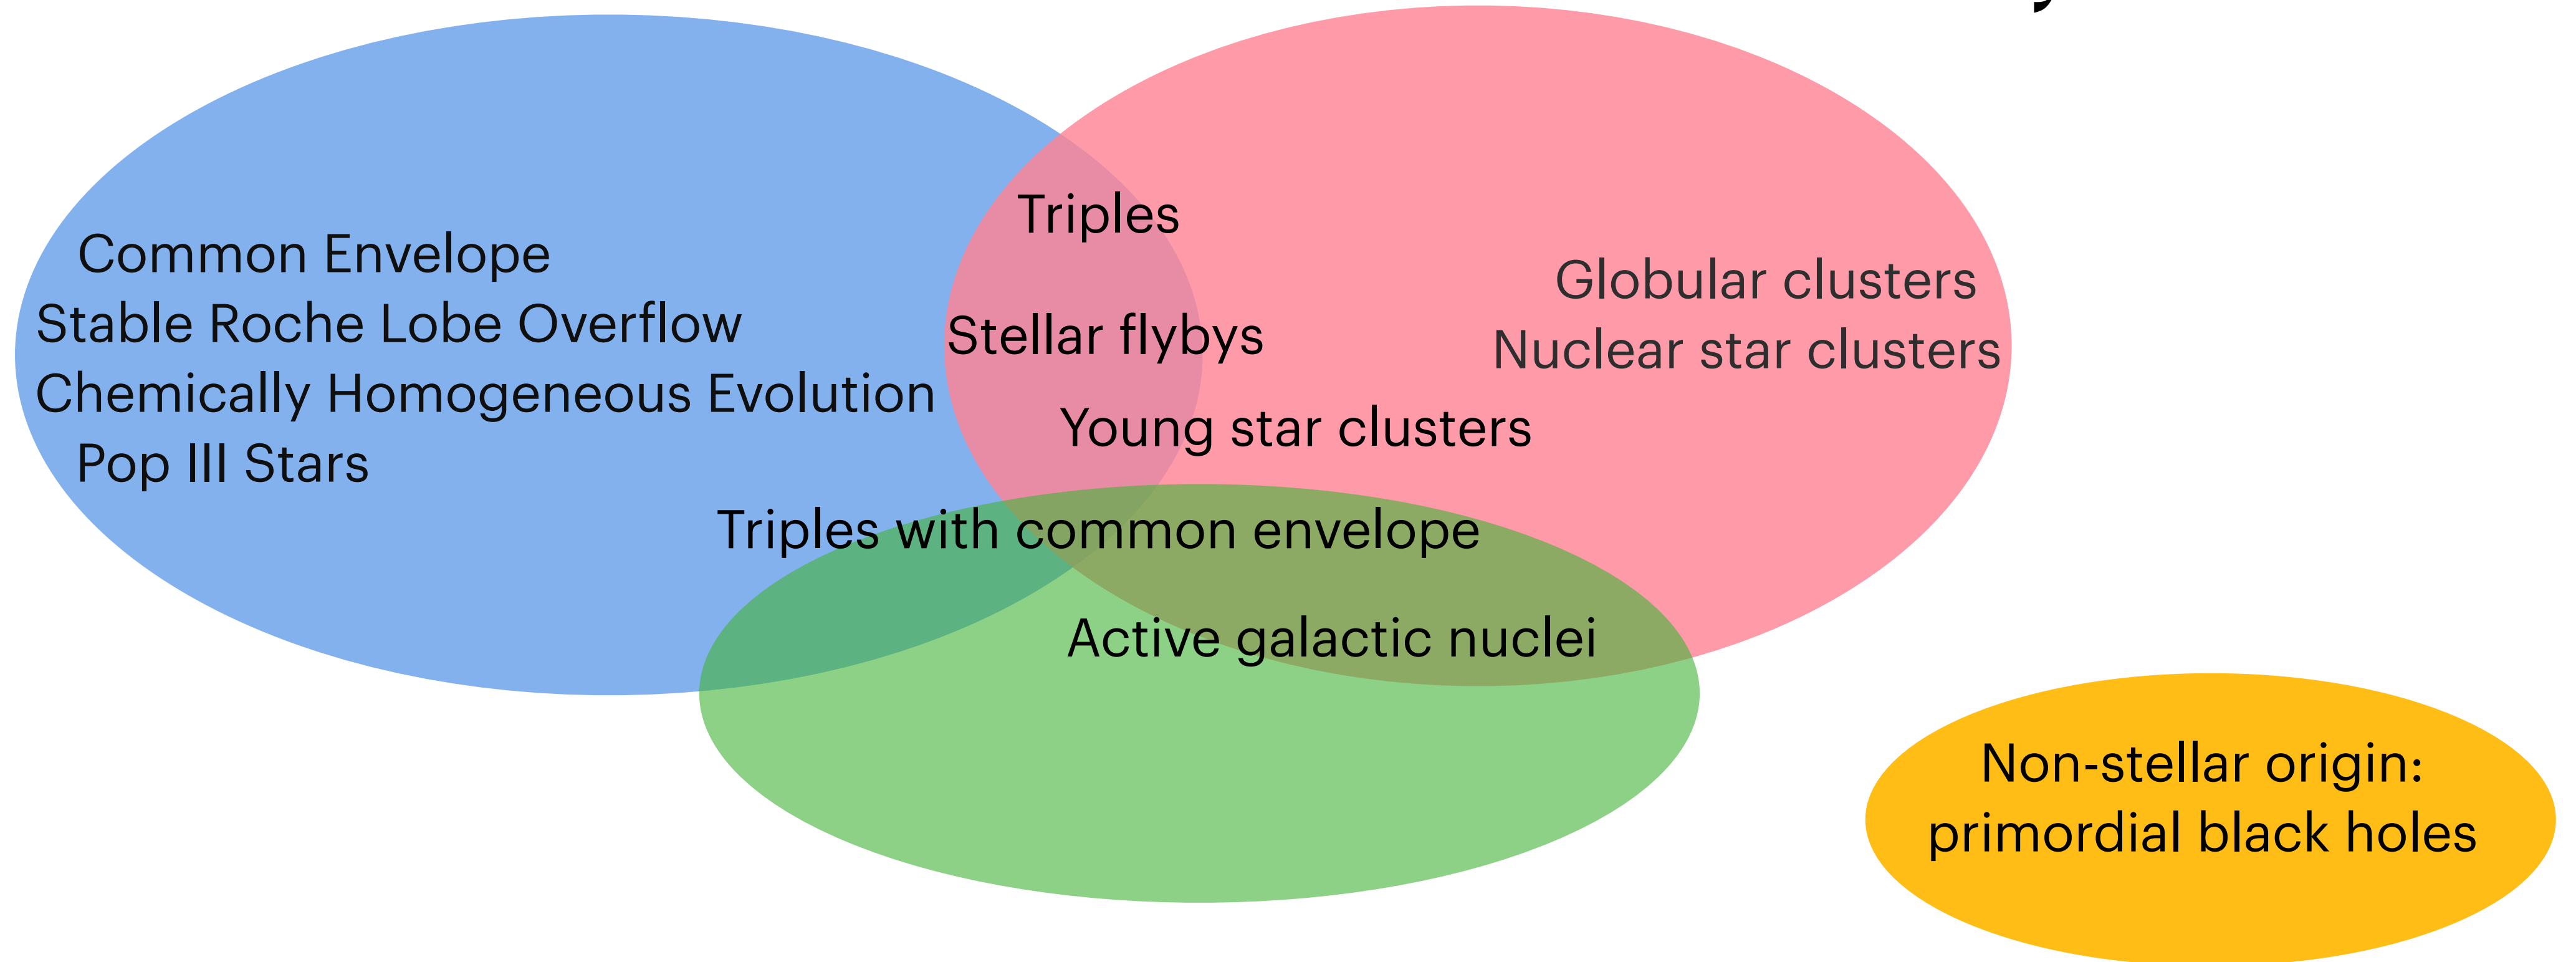 Common Envelope
Stable Roche Lobe Overflow
Chemically Homogeneous Evolution
Pop III Stars
Triples
Stellar flybys
Young star clusters
Globular clusters
Nuclear star clusters
Triples with common envelope
Active galactic nuclei
Non-stellar origin:
primordial black holes